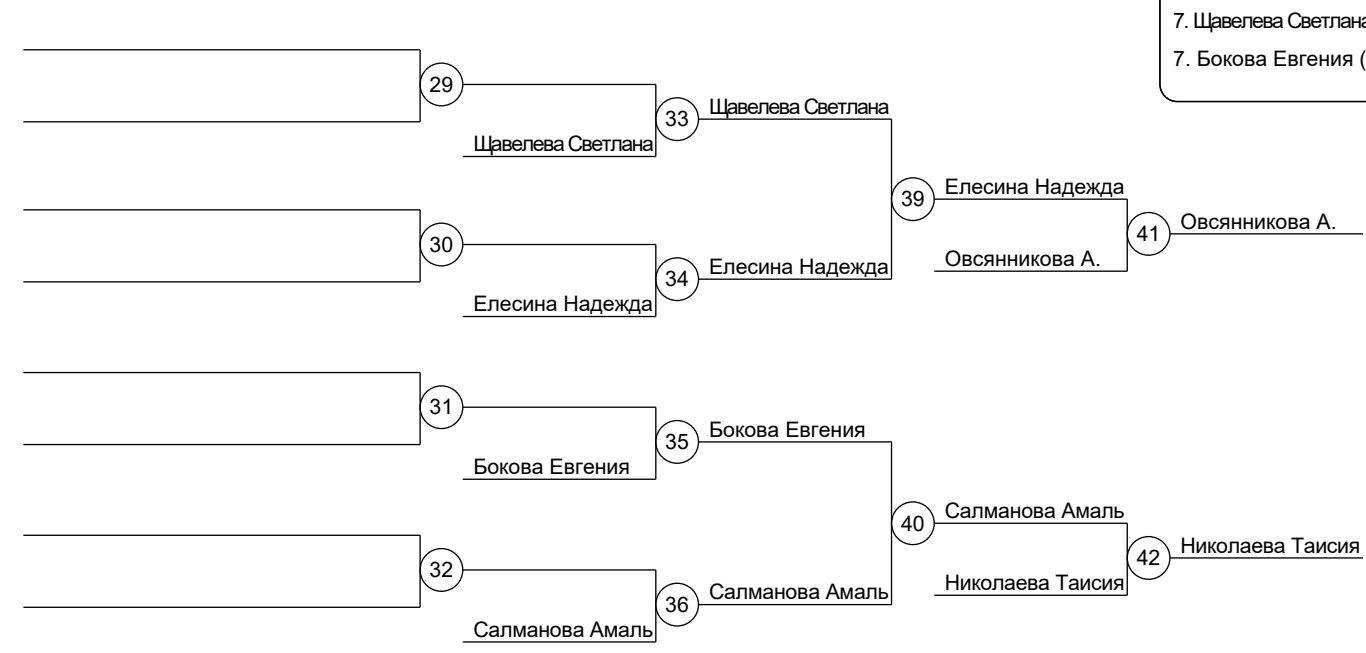 7. Щавелева Светлана
7. Бокова Евгения (
29
33
Щавелева Светлана
Щавелева Светлана
39
Елесина Надежда
30
41
Овсянникова А.
Овсянникова А.
34
Елесина Надежда
Елесина Надежда
31
35
Бокова Евгения
Бокова Евгения
40
Салманова Амаль
32
42
Николаева Таисия
Николаева Таисия
36
Салманова Амаль
Салманова Амаль